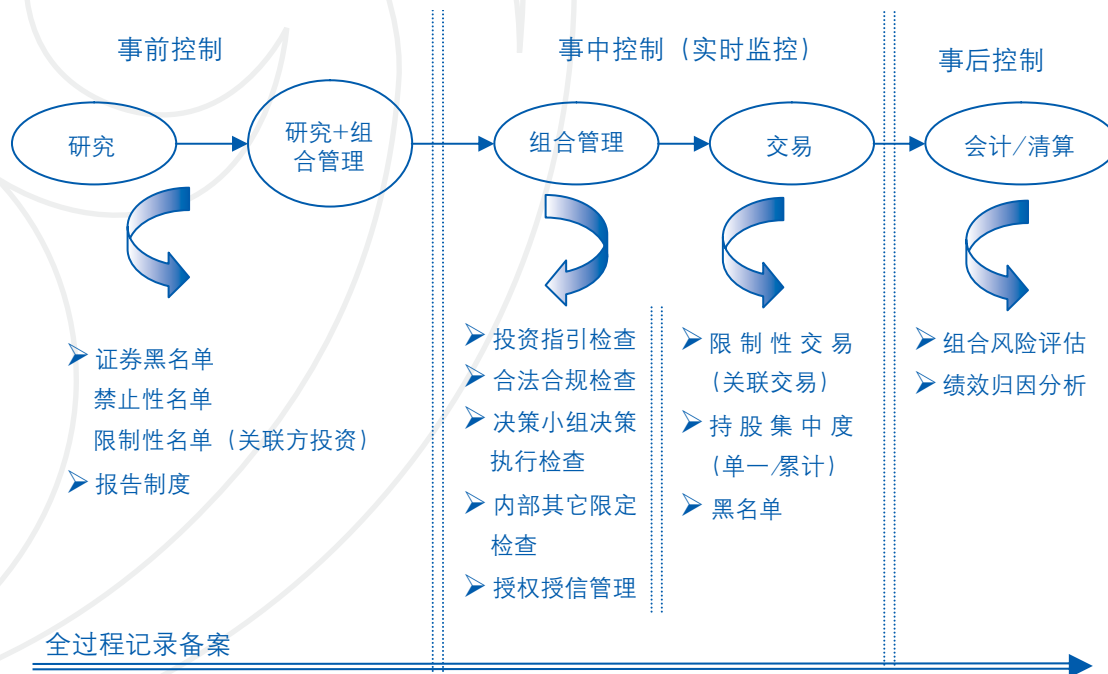 事前控制
事中控制（实时监控）
事后控制
研究
研究+组
合管理
组合管理
交易
会计/清算
证券黑名单
禁止性名单
限制性名单（关联方投资）
报告制度
投资指引检查
合法合规检查
决策小组决策
执行检查
内部其它限定
检查
授权授信管理
限制性交易
（关联交易）
持股集中度
（单一/累计）
黑名单
组合风险评估
绩效归因分析
全过程记录备案